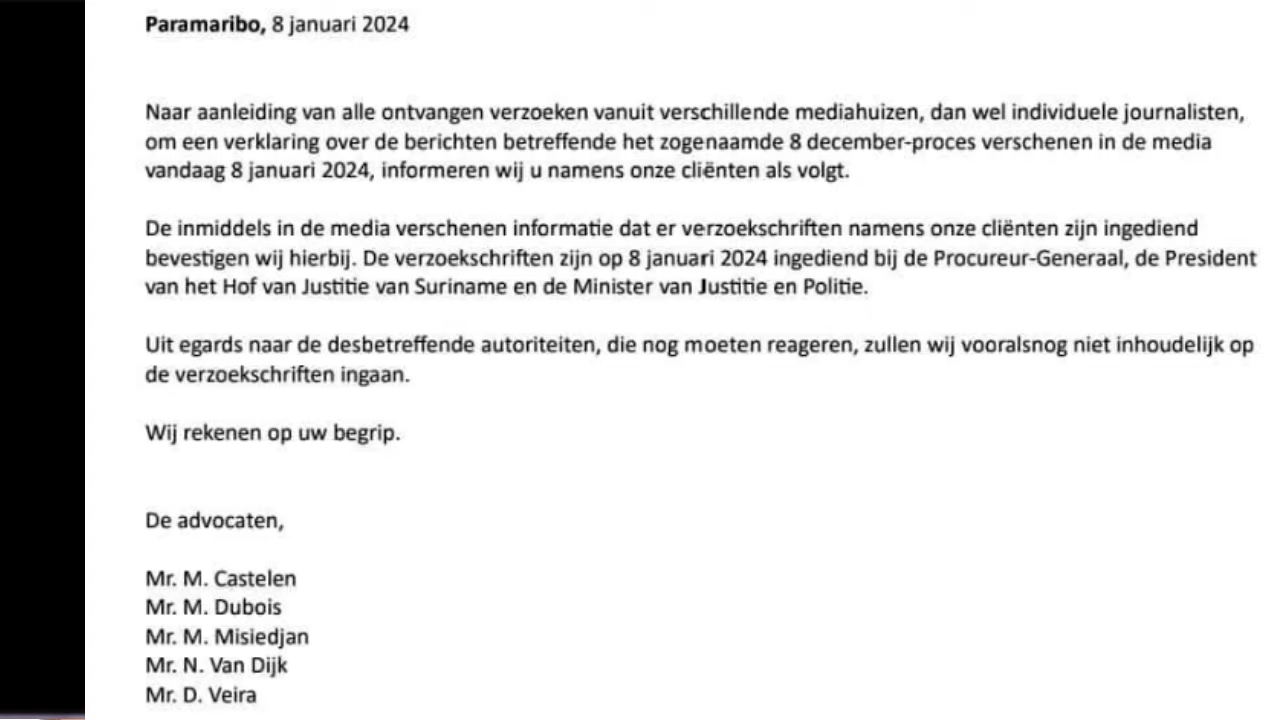 Paramaribo, 8 januari 2024
Naar aanleiding van alle ontvangen verzoeken vanuit verschillende mediahuizen, dan wel individuele journalisten,
om een verklaring over de berichten betreffende het zogenaamde 8 december-proces verschenen in de media
vandaag 8 januari 2024, informeren wij u namens onze cliënten als volgt.
De inmiddels in de media verschenen informatie dat er verzoekschriften namens onze cliënten zijn ingediend
bevestigen wij hierbij. De verzoekschriften zijn op 8 januari 2024 ingediend bij de Procureur-Generaal, de President
van het Hof van Justitie van Suriname en de Minister van Justitie en Politie.
Uit egards naar de desbetreffende autoriteiten, die nog moeten reageren, zullen wij vooralsnog niet inhoudelijk op
de verzoekschriften ingaan.
Wij rekenen op uw begrip.
De advocaten,
Mr. M. Castelen
Mr. M. Dubois
Mr. M. Misiedjan
Mr. N. Van Dijk
Mr. D. Veira